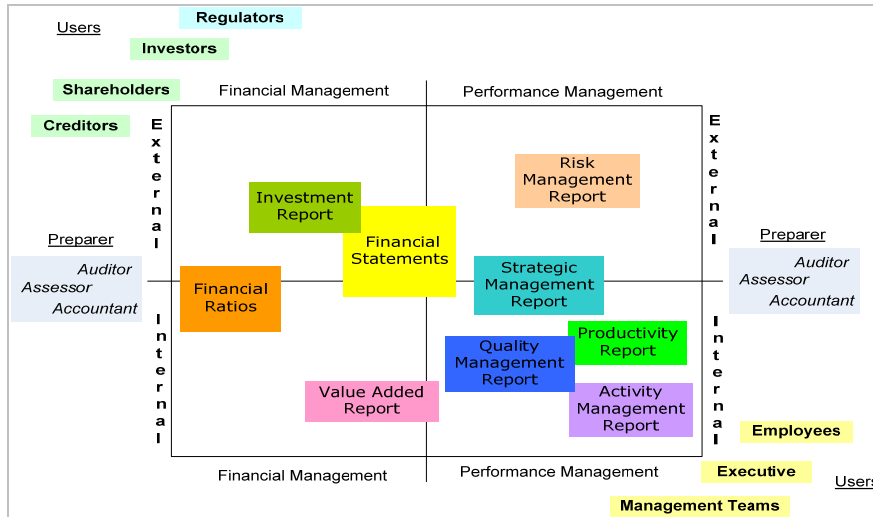 Regulators
Users
Investors
Shareholders
Financial Management
Performance Management
Creditors
External
External
Risk
Management
Report
Investment
Report
Financial
Statements
Preparer
Auditor
Assessor
Accountant
Preparer
Auditor
Assessor
Accountant
Financial
Ratios
Strategic
Management
Report
Internal
Internal
Productivity
Report
Quality
Management
Report
Value Added
Report
Activity
Management
Report
Employees
Financial Management
Performance Management
Executive
Users
Management Teams